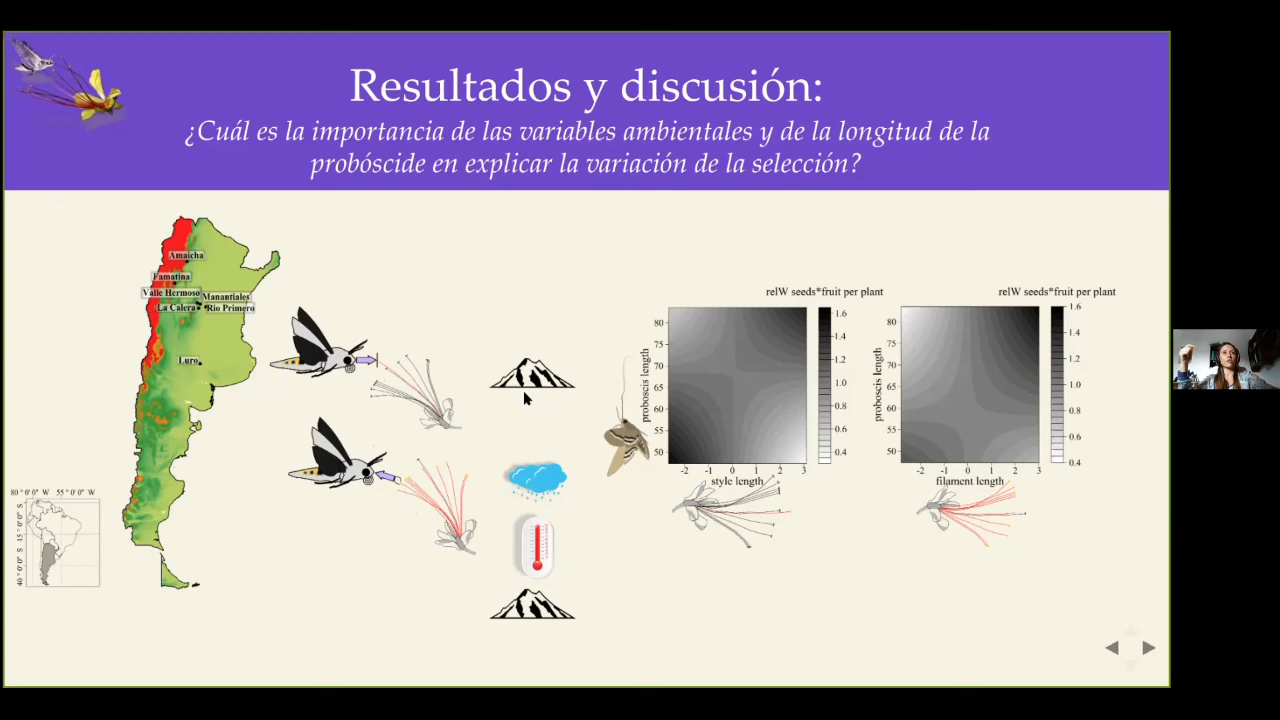 Resultados y discusión:
¿Cuál es la importancia de las variables ambientales y de la longitud de la
probóscide en explicar la variación de la selección?
Amaicha
Famatina
Valle Hermoso
Manantiales
La Calera
Rio Primero
Luro
80 º 0' 0'' W 55 º 0' 0'' W
15 º 0' 0'' S
40 º 0' 0'' S
relW seeds*fruit per plant
proboscis length
80
75
70
65
60
55
50
-2 -1 0 1 2 3
style length
1.6
1.4
1.2
1.0
0.8
0.6
0.4
relW seeds*fruit per plant
proboscis length
80
75
70
65
60
55
50
-2 -1 0 1 2 3
filament length
1.6
1.4
1.2
1.0
0.8
0.6
0.4